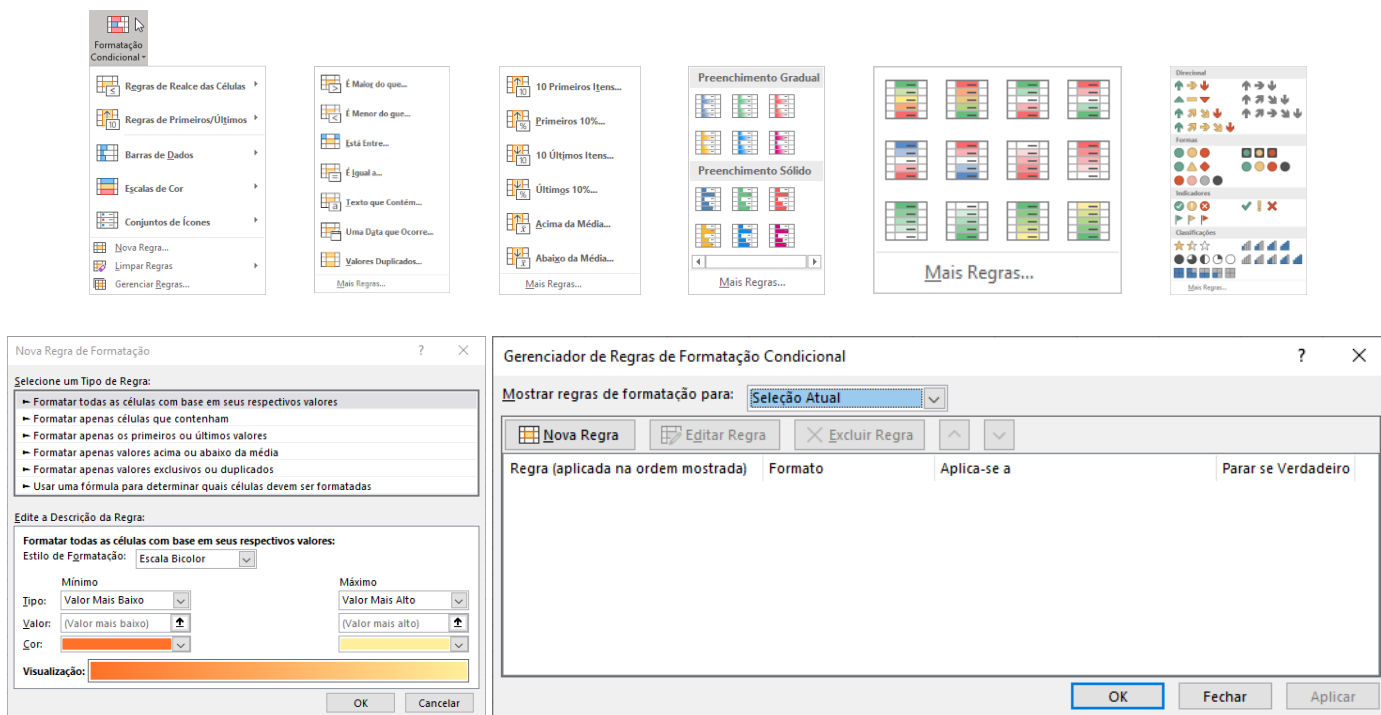 Formatação
Condicional
Regras de Realce das Células
Regras de Primeiros/Últimos
10
Barras de Dados
Escalas de Cor
Conjuntos de Ícones
Nova Regra...
Limpar Regras
Gerenciar Regras...
É Maior do que...
É Menor do que...
Está Entre...
É Igual a...
Texto que Contém...
a
Uma Data que Ocorre...
Valores Duplicados...
Mais Regras...
10 Primeiros Itens...
10
Primeiros 10%...
%
10 Últimos Itens...
10
Últimos 10%...
%
Acima da Média...
Abaixo da Média...
Mais Regras...
Preenchimento Gradual
Preenchimento Sólido
Mais Regras...
Mais Regras...
Direcional
Formas
Indicadores
Classificações
Mais Regras...
Nova Regra de Formatação ? ×
Selecione um Tipo de Regra:
► Formatar todas as células com base em seus respectivos valores
► Formatar apenas células que contenham
► Formatar apenas os primeiros ou últimos valores
► Formatar apenas valores acima ou abaixo da média
► Formatar apenas valores exclusivos ou duplicados
► Usar uma fórmula para determinar quais células devem ser formatadas
Edite a Descrição da Regra:
Formatar todas as células com base em seus respectivos valores:
Estilo de Formatação: Escala Bicolor
Mínimo Máximo
Tipo: Valor Mais Baixo Valor Mais Alto
Valor: (Valor mais baixo) (Valor mais alto)
Cor:
Visualização:
OK Cancelar
Gerenciador de Regras de Formatação Condicional ? ×
Mostrar regras de formatação para: Seleção Atual
Nova Regra Editar Regra Excluir Regra
Regra (aplicada na ordem mostrada) Formato Aplica-se a Parar se Verdadeiro
OK Fechar Aplicar